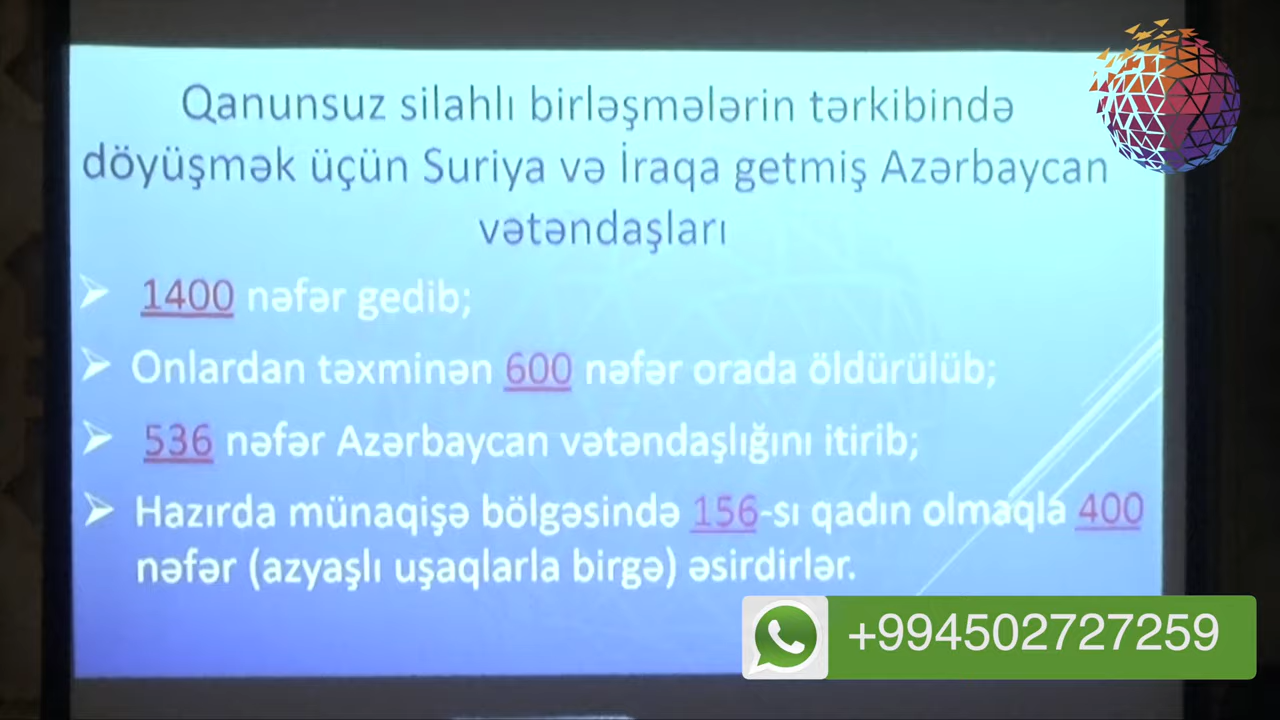 Qanunsuz silahlı birləşmələrin tərkibində
döyüşmək üçün Suriya və İraqa getmiş Azərbaycan
vətəndaşları
1400 nəfər gedib;
Onlardan təxminən 600 nəfər orada öldürülüb;
536 nəfər Azərbaycan vətəndaşlığını itirib;
Hazırda münaqişə bölgəsində 156-sı qadın olmaqla 400
nəfər (azyaşlı uşaqlarla birgə) əsirdirlər.
+994502727259